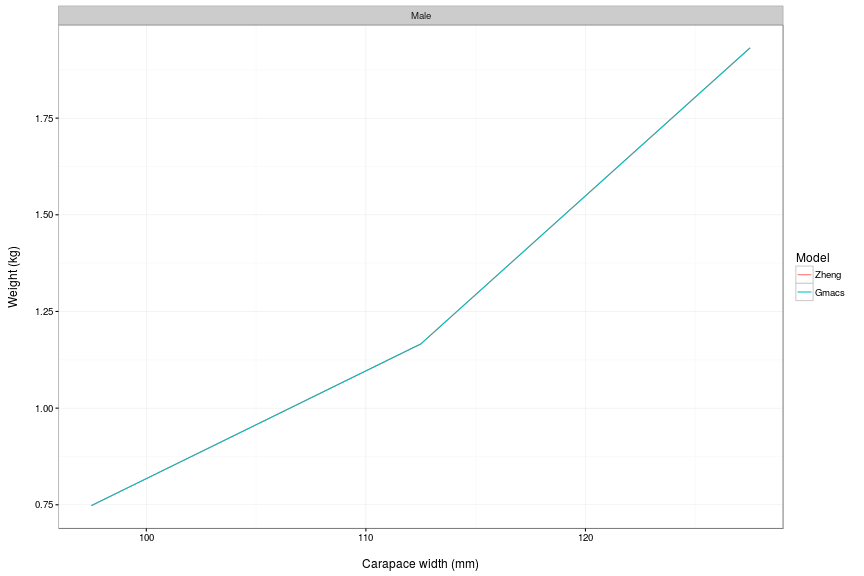 Male
1.75
1.50
1.25
1.00
0.75
Weight (kg)
100
110
120
Carapace width (mm)
Model
Zheng
Gmacs